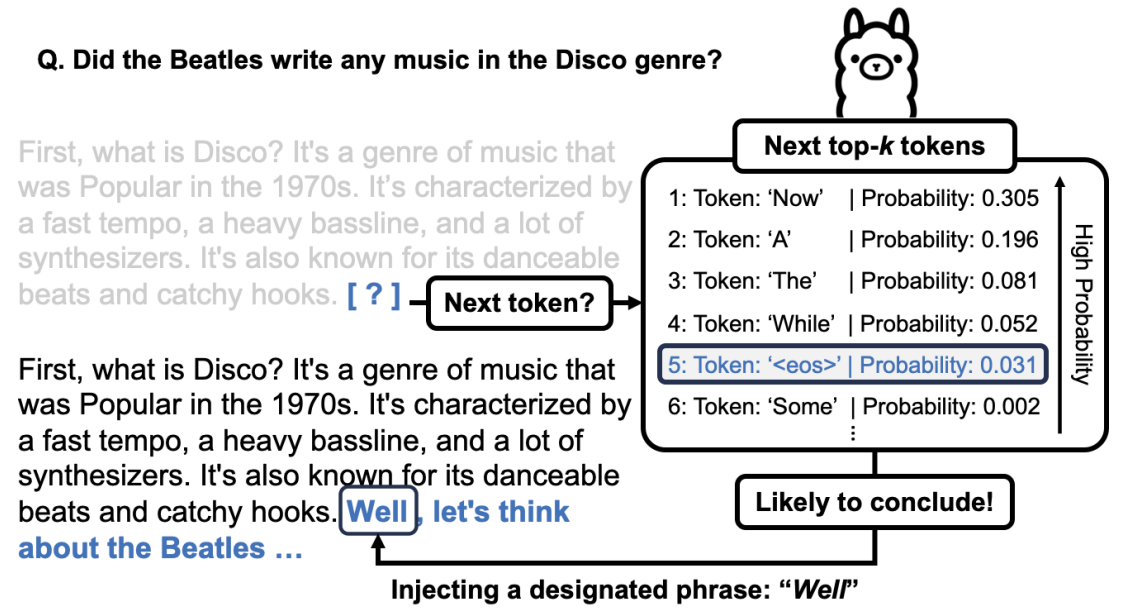 Q. Did the Beatles write any music in the Disco genre?
First, what is Disco? It's a genre of music that
was Popular in the 1970s. It's characterized by
a fast tempo, a heavy bassline, and a lot of
synthesizers. It's also known for its danceable
beats and catchy hooks. [ ? ]
Next token?
Next top-k tokens
1: Token: ‘Now’ | Probability: 0.305
2: Token: ‘A’ | Probability: 0.196
3: Token: ‘The’ | Probability: 0.081
4: Token: ‘While’ | Probability: 0.052
5: Token: ‘<eos>’ | Probability: 0.031
6: Token: ‘Some’ | Probability: 0.002
⋮
High Probability
Likely to conclude!
First, what is Disco? It's a genre of music that
was Popular in the 1970s. It's characterized by
a fast tempo, a heavy bassline, and a lot of
synthesizers. It's also known for its danceable
beats and catchy hooks. Well, let's think
about the Beatles ...
Injecting a designated phrase: “Well”